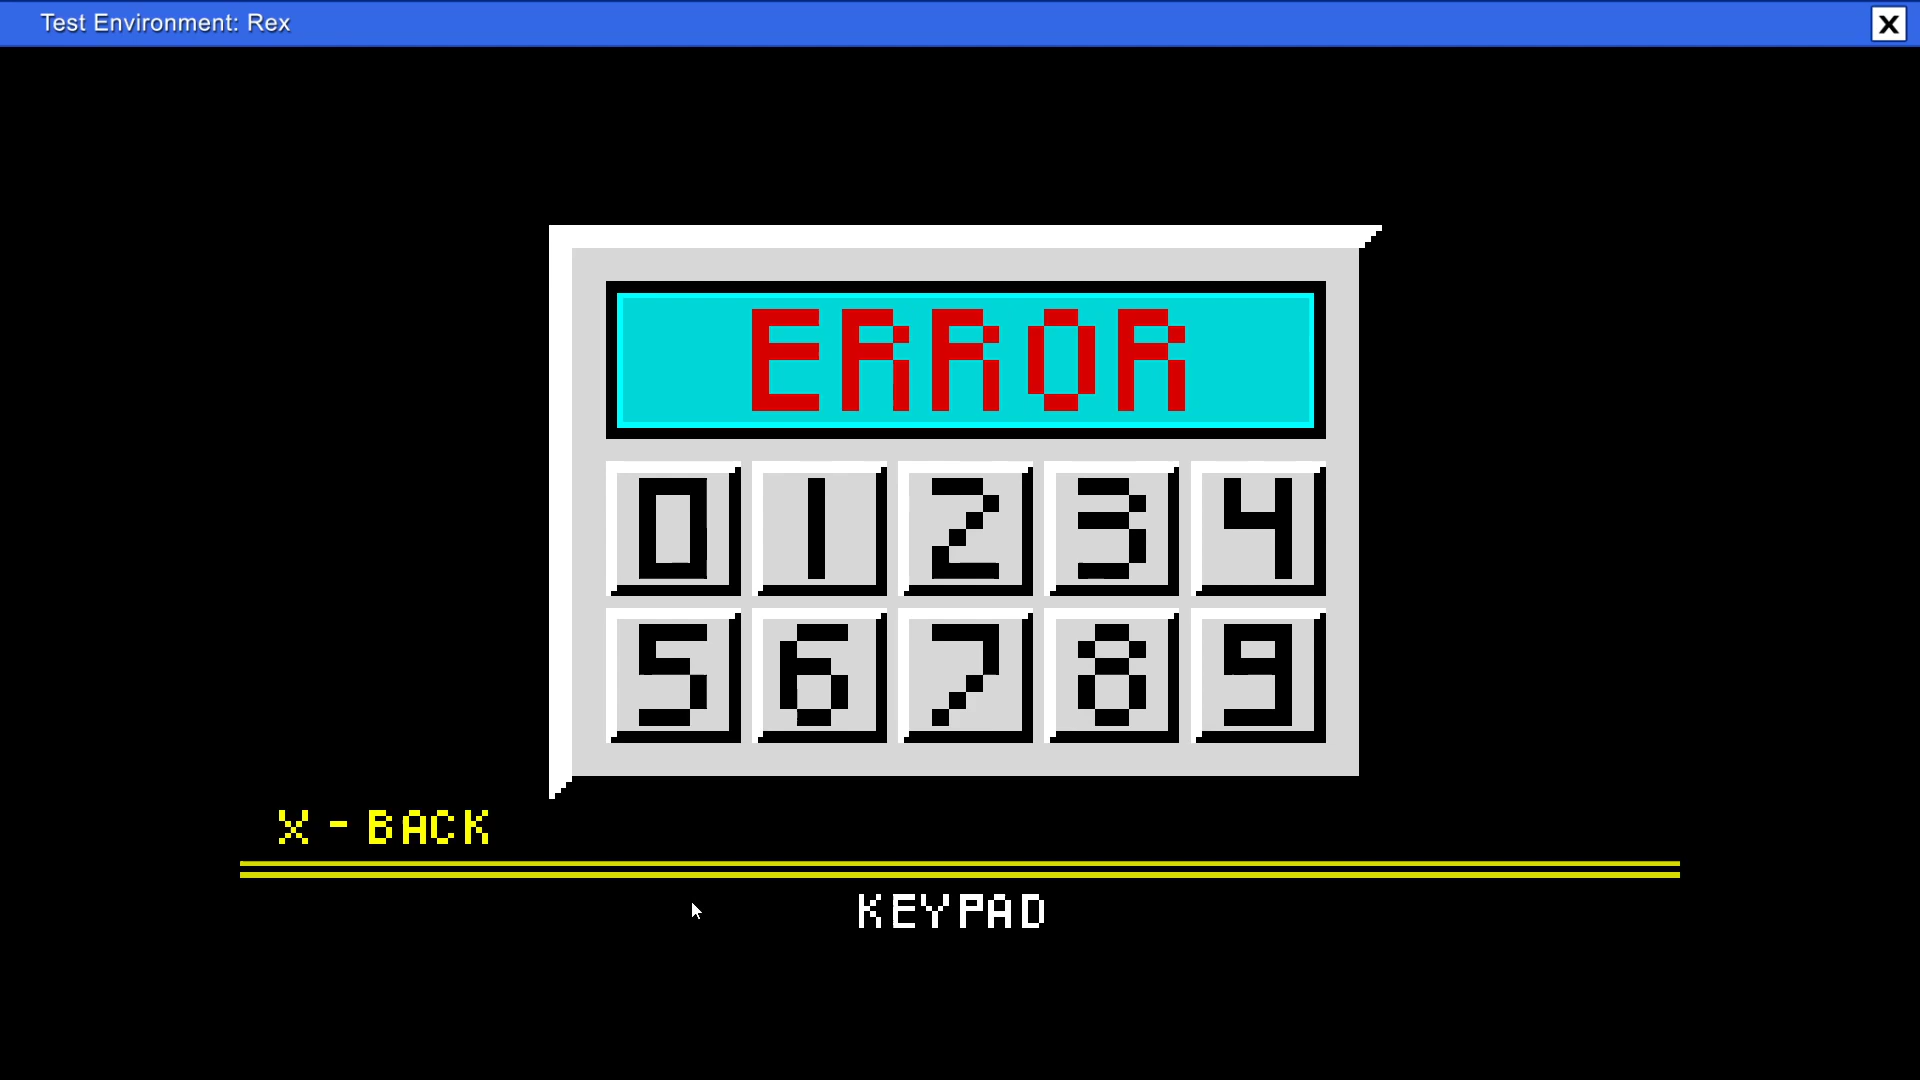 Test Environment: Rex
X
ERROR
0 1 2 3 4
5 6 7 8 9
X - BACK
KEYPAD